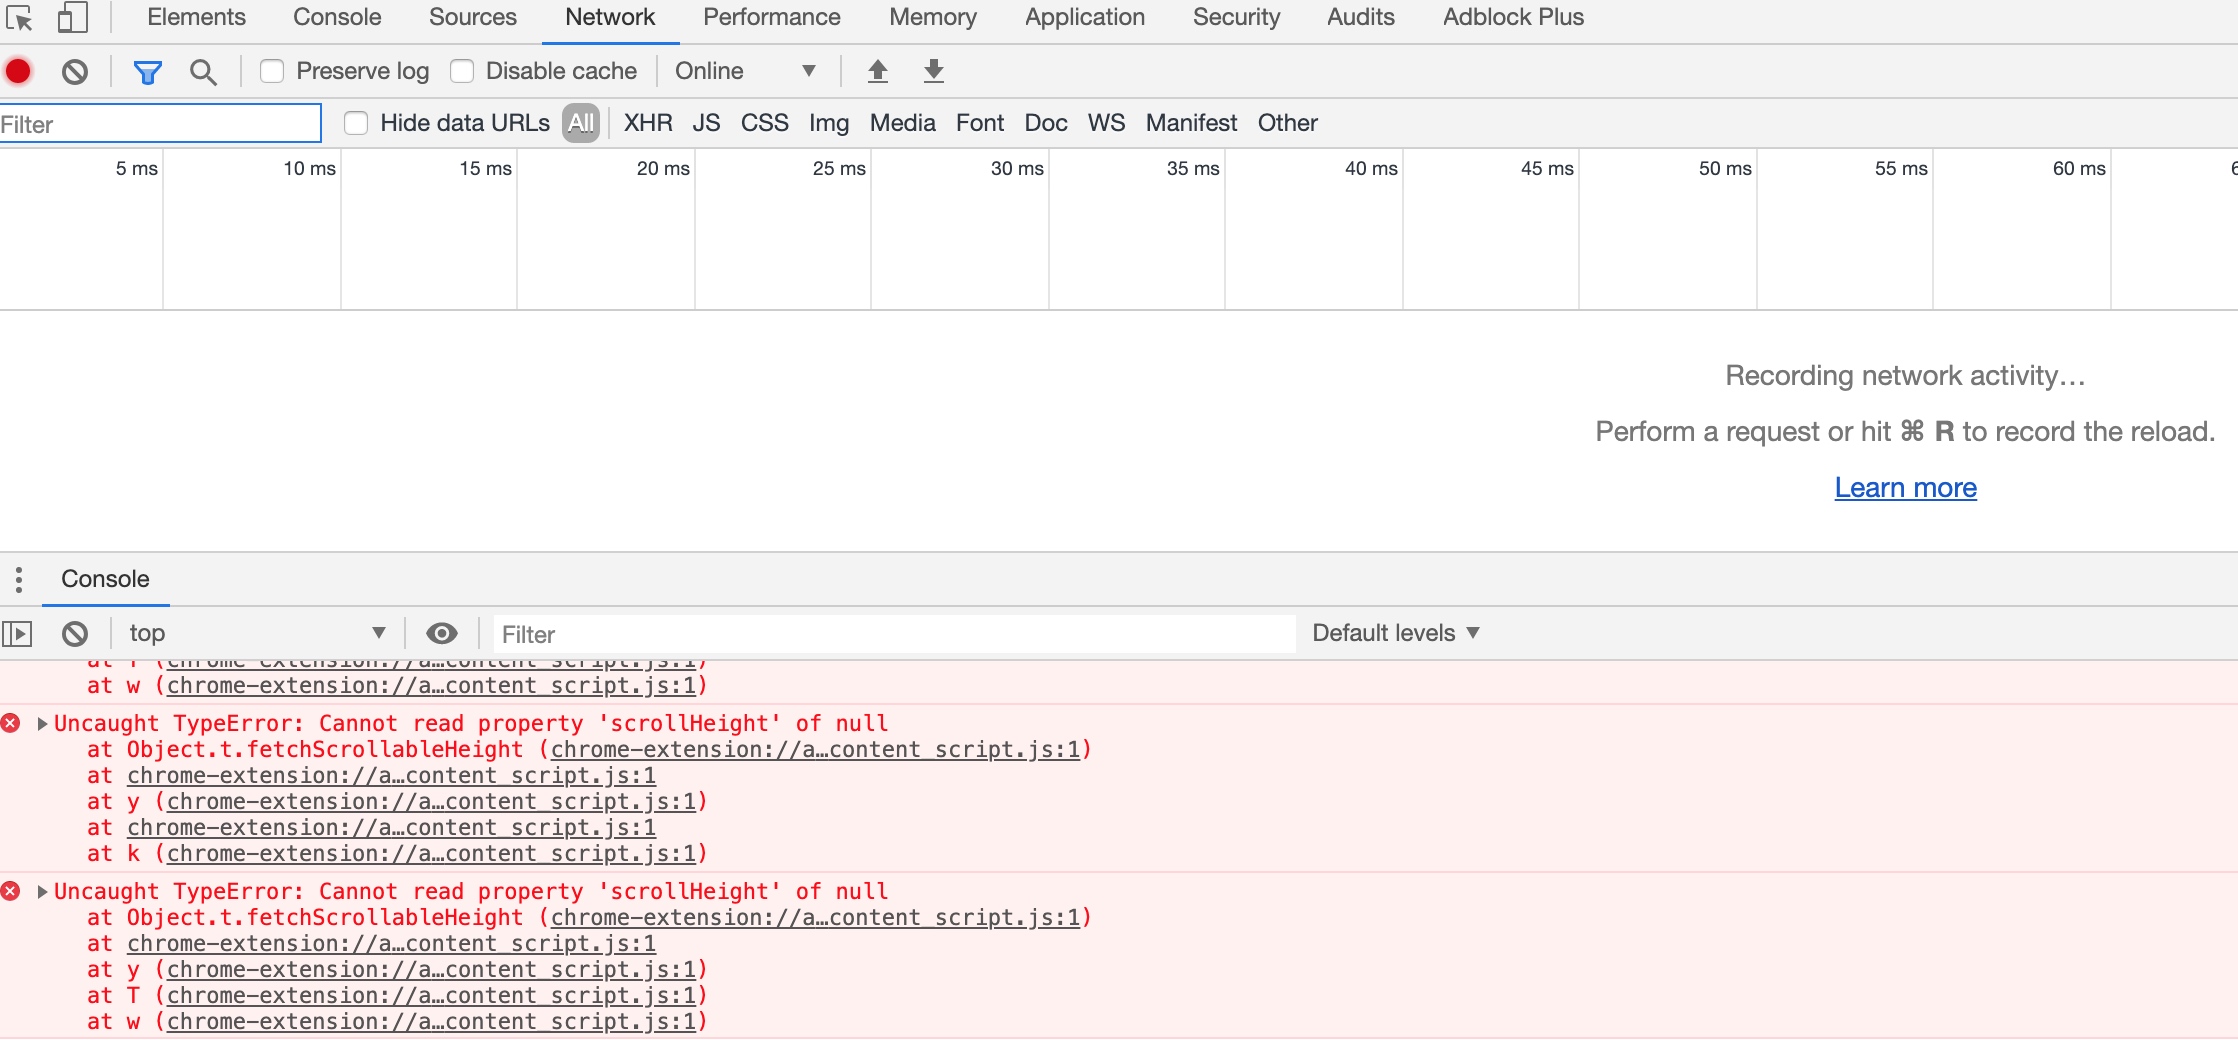 Elements Console Sources Network Performance Memory Application Security Audits Adblock Plus
Preserve log Disable cache Online
Filter Hide data URLs All XHR JS CSS Img Media Font Doc WS Manifest Other
5 ms 10 ms 15 ms 20 ms 25 ms 30 ms 35 ms 40 ms 45 ms 50 ms 55 ms 60 ms
Recording network activity…
Perform a request or hit ⌘ R to record the reload.
Learn more
Console
top Filter Default levels
at T (chrome-extension://a…content_script.js:1)
at w (chrome-extension://a…content_script.js:1)
Uncaught TypeError: Cannot read property 'scrollHeight' of null
at Object.t.fetchScrollableHeight (chrome-extension://a…content_script.js:1)
at chrome-extension://a…content_script.js:1
at y (chrome-extension://a…content_script.js:1)
at chrome-extension://a…content_script.js:1
at k (chrome-extension://a…content_script.js:1)
Uncaught TypeError: Cannot read property 'scrollHeight' of null
at Object.t.fetchScrollableHeight (chrome-extension://a…content_script.js:1)
at chrome-extension://a…content_script.js:1
at y (chrome-extension://a…content_script.js:1)
at T (chrome-extension://a…content_script.js:1)
at w (chrome-extension://a…content_script.js:1)